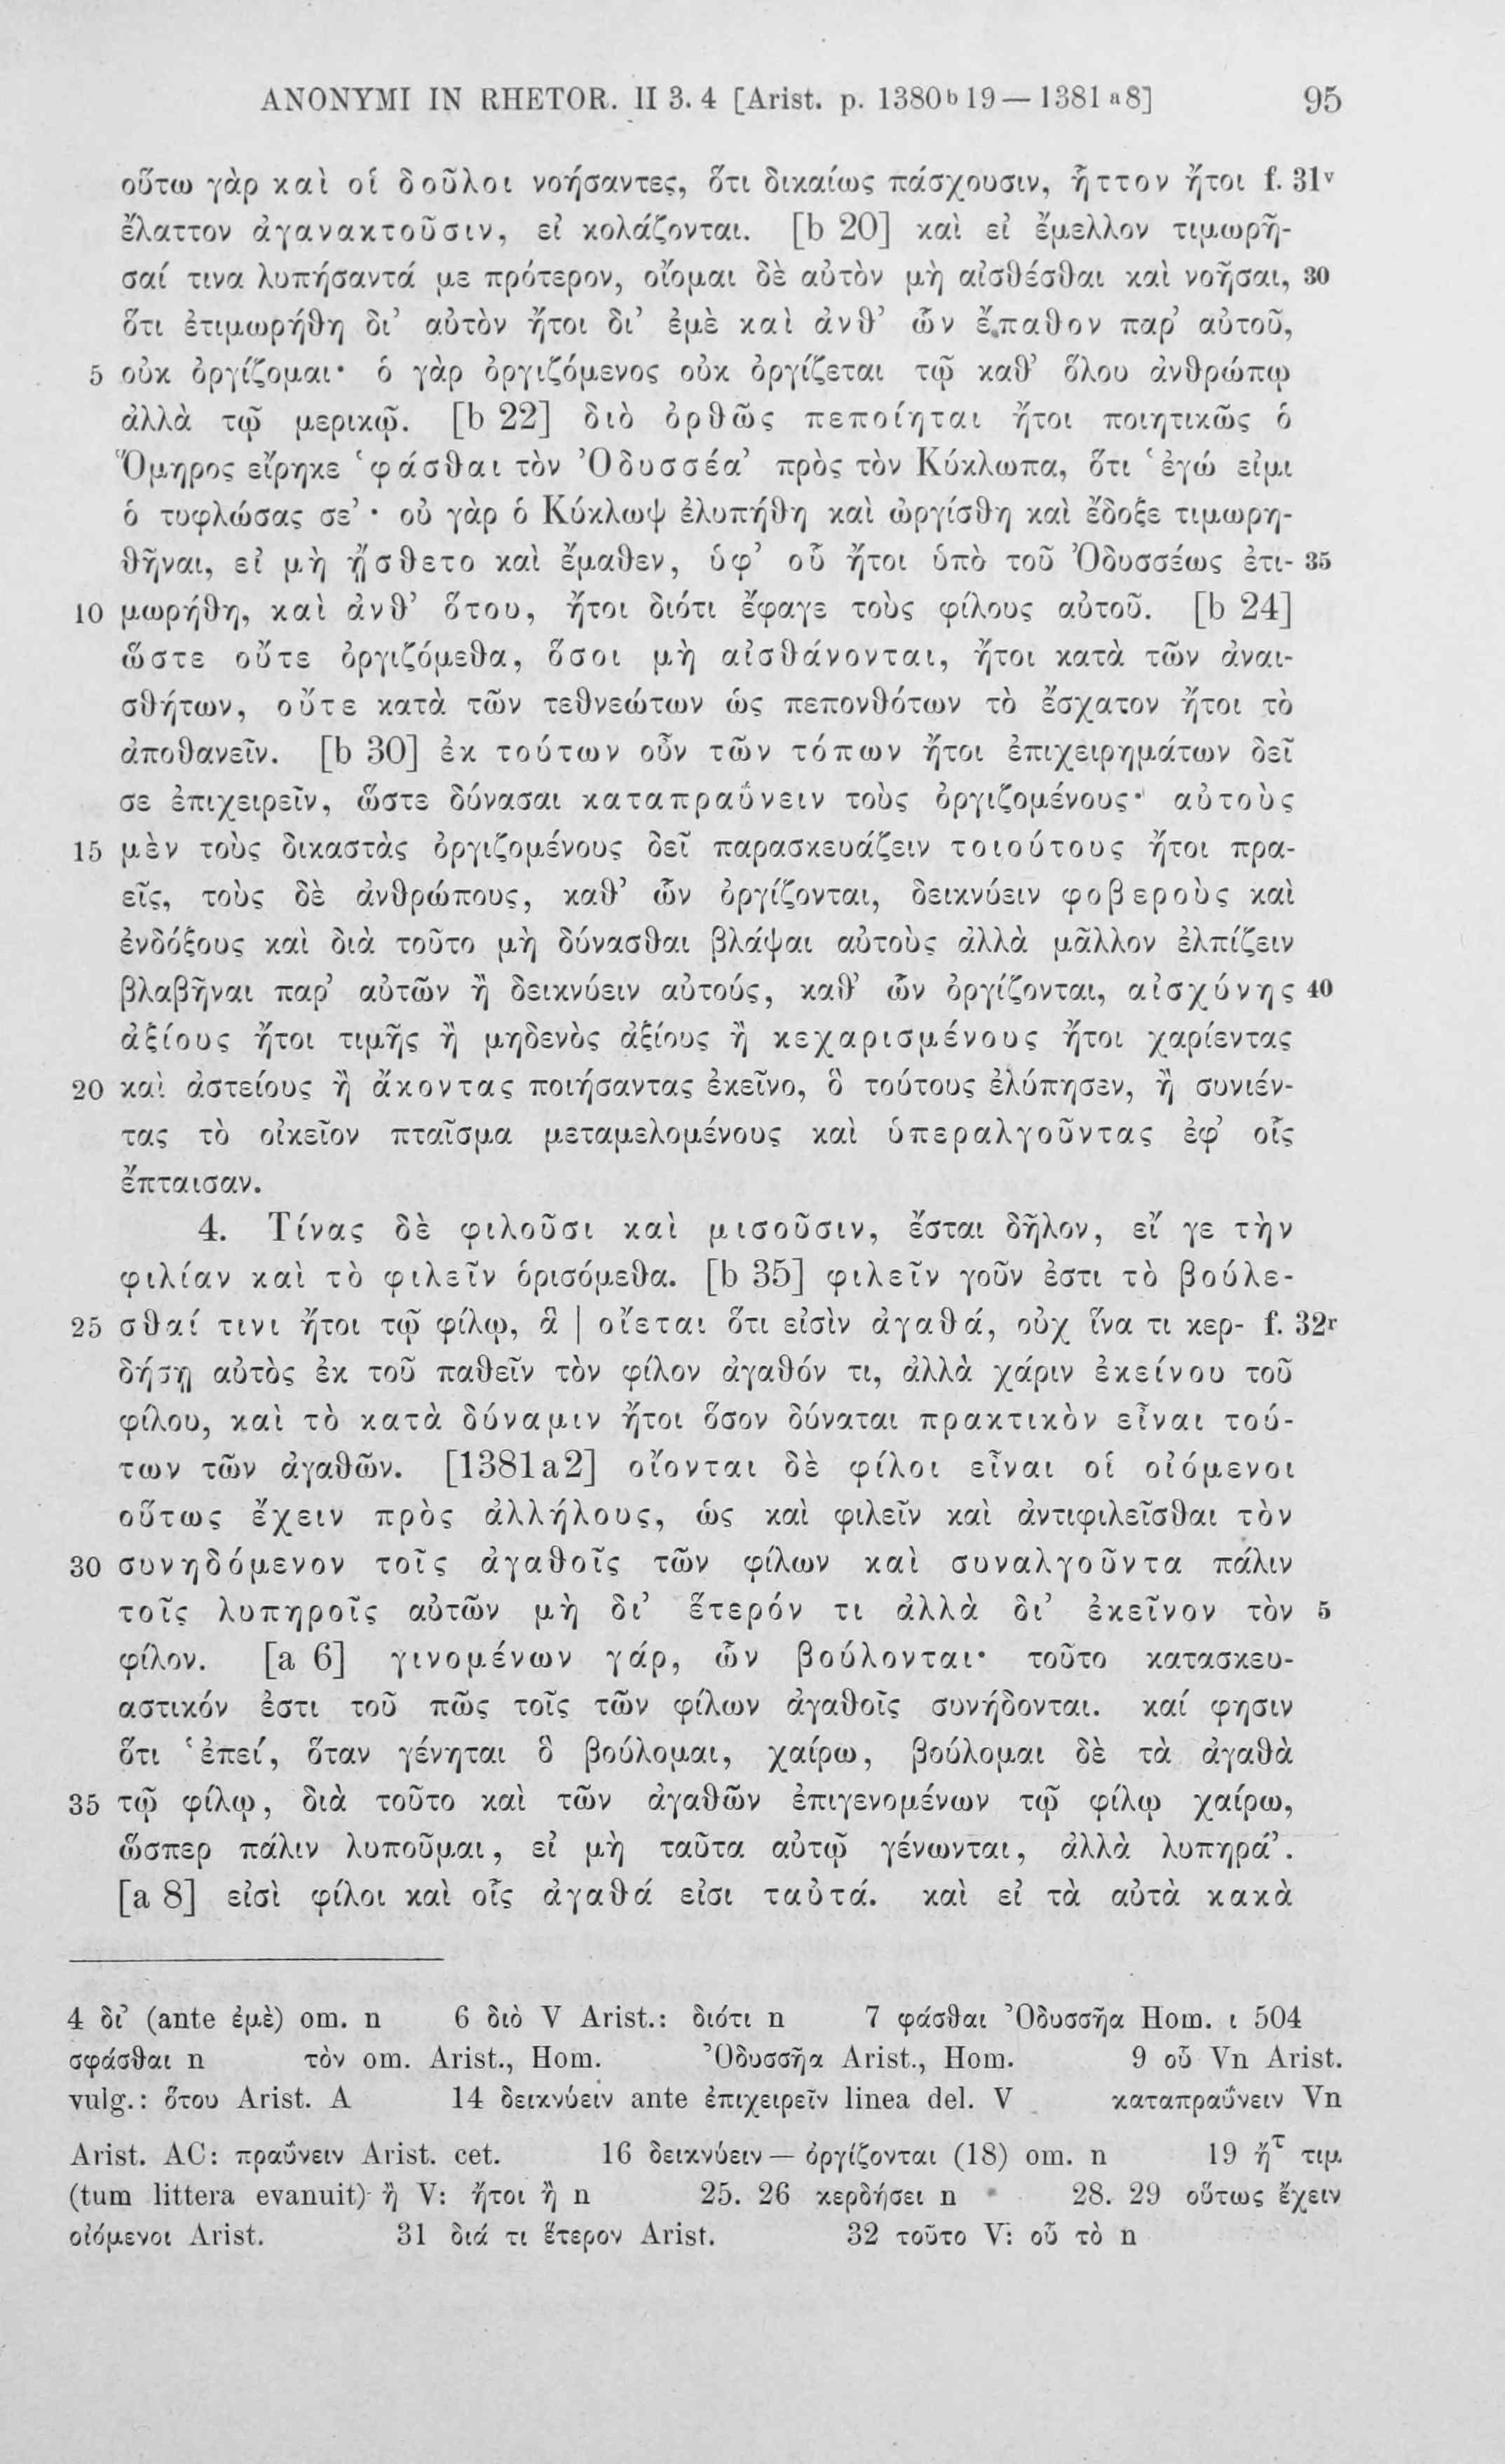 ANONYMI IN RHETOR. II 3. 4 [Arist. p. 1380ᵇ19 — 1381ᵃ8] 95
οὕτω γὰρ καὶ οἱ δοῦλοι νοήσαντες, ὅτι δικαίως πάσχουσιν, ἧττον ἤτοι f. 31ᵛ
ἔλαττον ἀγανακτοῦσιν, εἰ κολάζονται. [b 20] καὶ εἰ ἔμελλον τιμωρῆ-
σαί τινα λυπήσαντά με πρότερον, οἴομαι δὲ αὐτὸν μὴ αἰσθέσθαι καὶ νοῆσαι, 30
ὅτι ἐτιμωρήθη δι’ αὐτὸν ἤτοι δι’ ἐμὲ καὶ ἀνθ’ ὧν ἔπαθον παρ’ αὐτοῦ,
5 οὐκ ὀργίζομαι· ὁ γὰρ ὀργιζόμενος οὐκ ὀργίζεται τῷ καθ’ ὅλου ἀνθρώπῳ
ἀλλὰ τῷ μερικῷ. [b 22] διὸ ὀρθῶς πεποίηται ἤτοι ποιητικῶς ὁ
Ὅμηρος εἴρηκε ‘φάσθαι τὸν Ὀδυσσέα’ πρὸς τὸν Κύκλωπα, ὅτι ‘ἐγώ εἰμι
ὁ τυφλώσας σε’ · οὐ γὰρ ὁ Κύκλωψ ἐλυπήθη καὶ ὠργίσθη καὶ ἔδοξε τιμωρη-
θῆναι, εἰ μὴ ᾔσθετο καὶ ἔμαθεν, ὑφ’ οὗ ἤτοι ὑπὸ τοῦ Ὀδυσσέως ἐτι- 35
10 μωρήθη, καὶ ἀνθ’ ὅτου, ἤτοι διότι ἔφαγε τοὺς φίλους αὐτοῦ. [b 24]
ὥστε οὔτε ὀργιζόμεθα, ὅσοι μὴ αἰσθάνονται, ἤτοι κατὰ τῶν ἀναι-
σθήτων, οὔτε κατὰ τῶν τεθνεώτων ὡς πεπονθότων τὸ ἔσχατον ἤτοι τὸ
ἀποθανεῖν. [b 30] ἐκ τούτων οὖν τῶν τόπων ἤτοι ἐπιχειρημάτων δεῖ
σε ἐπιχειρεῖν, ὥστε δύνασαι καταπραΰνειν τοὺς ὀργιζομένους· αὐτοὺς
15 μὲν τοὺς δικαστὰς ὀργιζομένους δεῖ παρασκευάζειν τοιούτους ἤτοι πρα-
εῖς, τοὺς δὲ ἀνθρώπους, καθ’ ὧν ὀργίζονται, δεικνύειν φοβεροὺς καὶ
ἐνδόξους καὶ διὰ τοῦτο μὴ δύνασθαι βλάψαι αὐτοὺς ἀλλὰ μᾶλλον ἐλπίζειν
βλαβῆναι παρ’ αὐτῶν ἢ δεικνύειν αὐτούς, καθ’ ὧν ὀργίζονται, αἰσχύνης 40
ἀξίους ἤτοι τιμῆς ἢ μηδενὸς ἀξίους ἢ κεχαρισμένους ἤτοι χαρίεντας
20 καὶ ἀστείους ἢ ἄκοντας ποιήσαντας ἐκεῖνο, ὃ τούτους ἐλύπησεν, ἢ συνιέν-
τας τὸ οἰκεῖον πταῖσμα μεταμελομένους καὶ ὑπεραλγοῦντας ἐφ’ οἷς
ἔπταισαν.
4. Τίνας δὲ φιλοῦσι καὶ μισοῦσιν, ἔσται δῆλον, εἴ γε τὴν
φιλίαν καὶ τὸ φιλεῖν ὁρισόμεθα. [b 35] φιλεῖν γοῦν ἐστι τὸ βούλε-
25 σθαί τινι ἤτοι τῷ φίλῳ, ἃ | οἴεται ὅτι εἰσὶν ἀγαθά, οὐχ ἵνα τι κερ- f. 32ʳ
δήσῃ αὐτὸς ἐκ τοῦ παθεῖν τὸν φίλον ἀγαθόν τι, ἀλλὰ χάριν ἐκείνου τοῦ
φίλου, καὶ τὸ κατὰ δύναμιν ἤτοι ὅσον δύναται πρακτικὸν εἶναι τού-
των τῶν ἀγαθῶν. [1381a2] οἴονται δὲ φίλοι εἶναι οἱ οἰόμενοι
οὕτως ἔχειν πρὸς ἀλλήλους, ὡς καὶ φιλεῖν καὶ ἀντιφιλεῖσθαι τὸν
30 συνηδόμενον τοῖς ἀγαθοῖς τῶν φίλων καὶ συναλγοῦντα πάλιν
τοῖς λυπηροῖς αὐτῶν μὴ δι’ ἕτερόν τι ἀλλὰ δι’ ἐκεῖνον τὸν 5
φίλον. [a 6] γινομένων γάρ, ὧν βούλονται· τοῦτο κατασκευ-
αστικόν ἐστι τοῦ πῶς τοῖς τῶν φίλων ἀγαθοῖς συνήδονται. καί φησιν
ὅτι ‘ἐπεί, ὅταν γένηται ὃ βούλομαι, χαίρω, βούλομαι δὲ τὰ ἀγαθὰ
35 τῷ φίλῳ, διὰ τοῦτο καὶ τῶν ἀγαθῶν ἐπιγενομένων τῷ φίλῳ χαίρω,
ὥσπερ πάλιν λυποῦμαι, εἰ μὴ ταῦτα αὐτῷ γένωνται, ἀλλὰ λυπηρά’.
[a 8] εἰσὶ φίλοι καὶ οἷς ἀγαθά εἰσι ταὐτά. καὶ εἰ τὰ αὐτὰ κακὰ
4 δι’ (ante ἐμὲ) om. n 6 διὸ V Arist.: διότι n 7 φάσθαι Ὀδυσσῆα Hom. ι 504
σφάσθαι n τὸν om. Arist., Hom. Ὀδυσσῆα Arist., Hom. 9 οὗ Vn Arist.
vulg.: ὅτου Arist. A 14 δεικνύειν ante ἐπιχειρεῖν linea del. V καταπραΰνειν Vn
Arist. AC: πραΰνειν Arist. cet. 16 δεικνύειν — ὀργίζονται (18) om. n 19 ἤᵀ τιμ
(tum littera evanuit) ἢ V: ἤτοι ἢ n 25. 26 κερδήσει n 28. 29 οὕτως ἔχειν
οἰόμενοι Arist. 31 διά τι ἕτερον Arist. 32 τοῦτο V: οὗ τὸ n